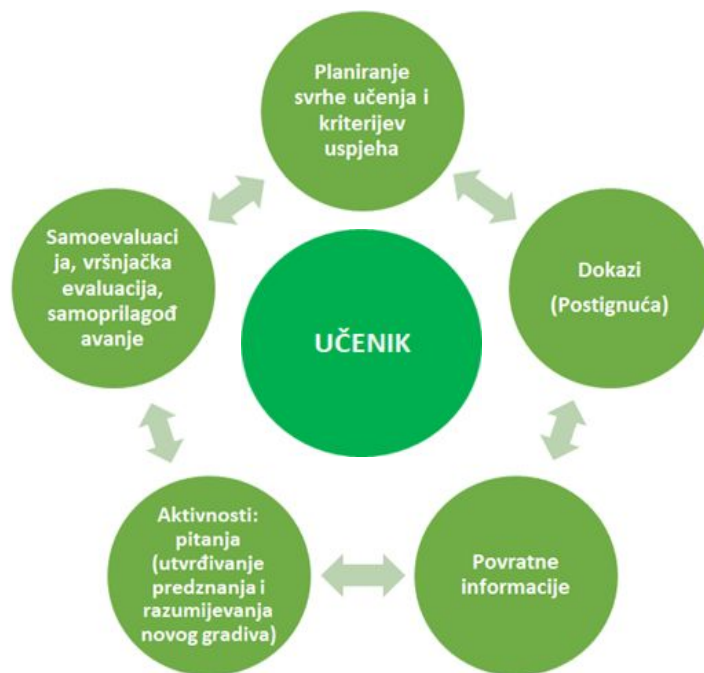 Planiranje
svrhe učenja i
kriterijev
uspjeha
Dokazi
(Postignuća)
Povratne
informacije
Aktivnosti:
pitanja
(utvrđivanje
predznanja i
razumijevanja
novog gradiva)
Samoevaluaci
ja, vršnjačka
evaluacija,
samoprilagođ
avanje
UČENIK